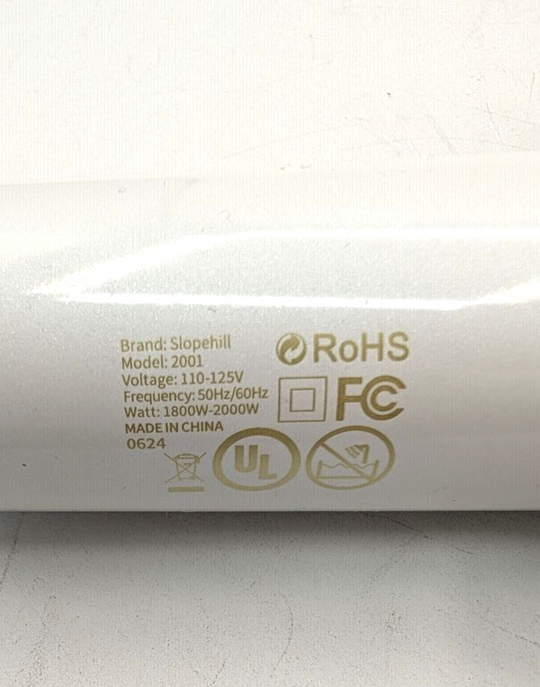 Brand: Slopehill
Model: 2001
Voltage: 110-125V
Frequency: 50Hz/60Hz
Watt: 1800W-2000W
MADE IN CHINA
0624
RoHS
FC
UL